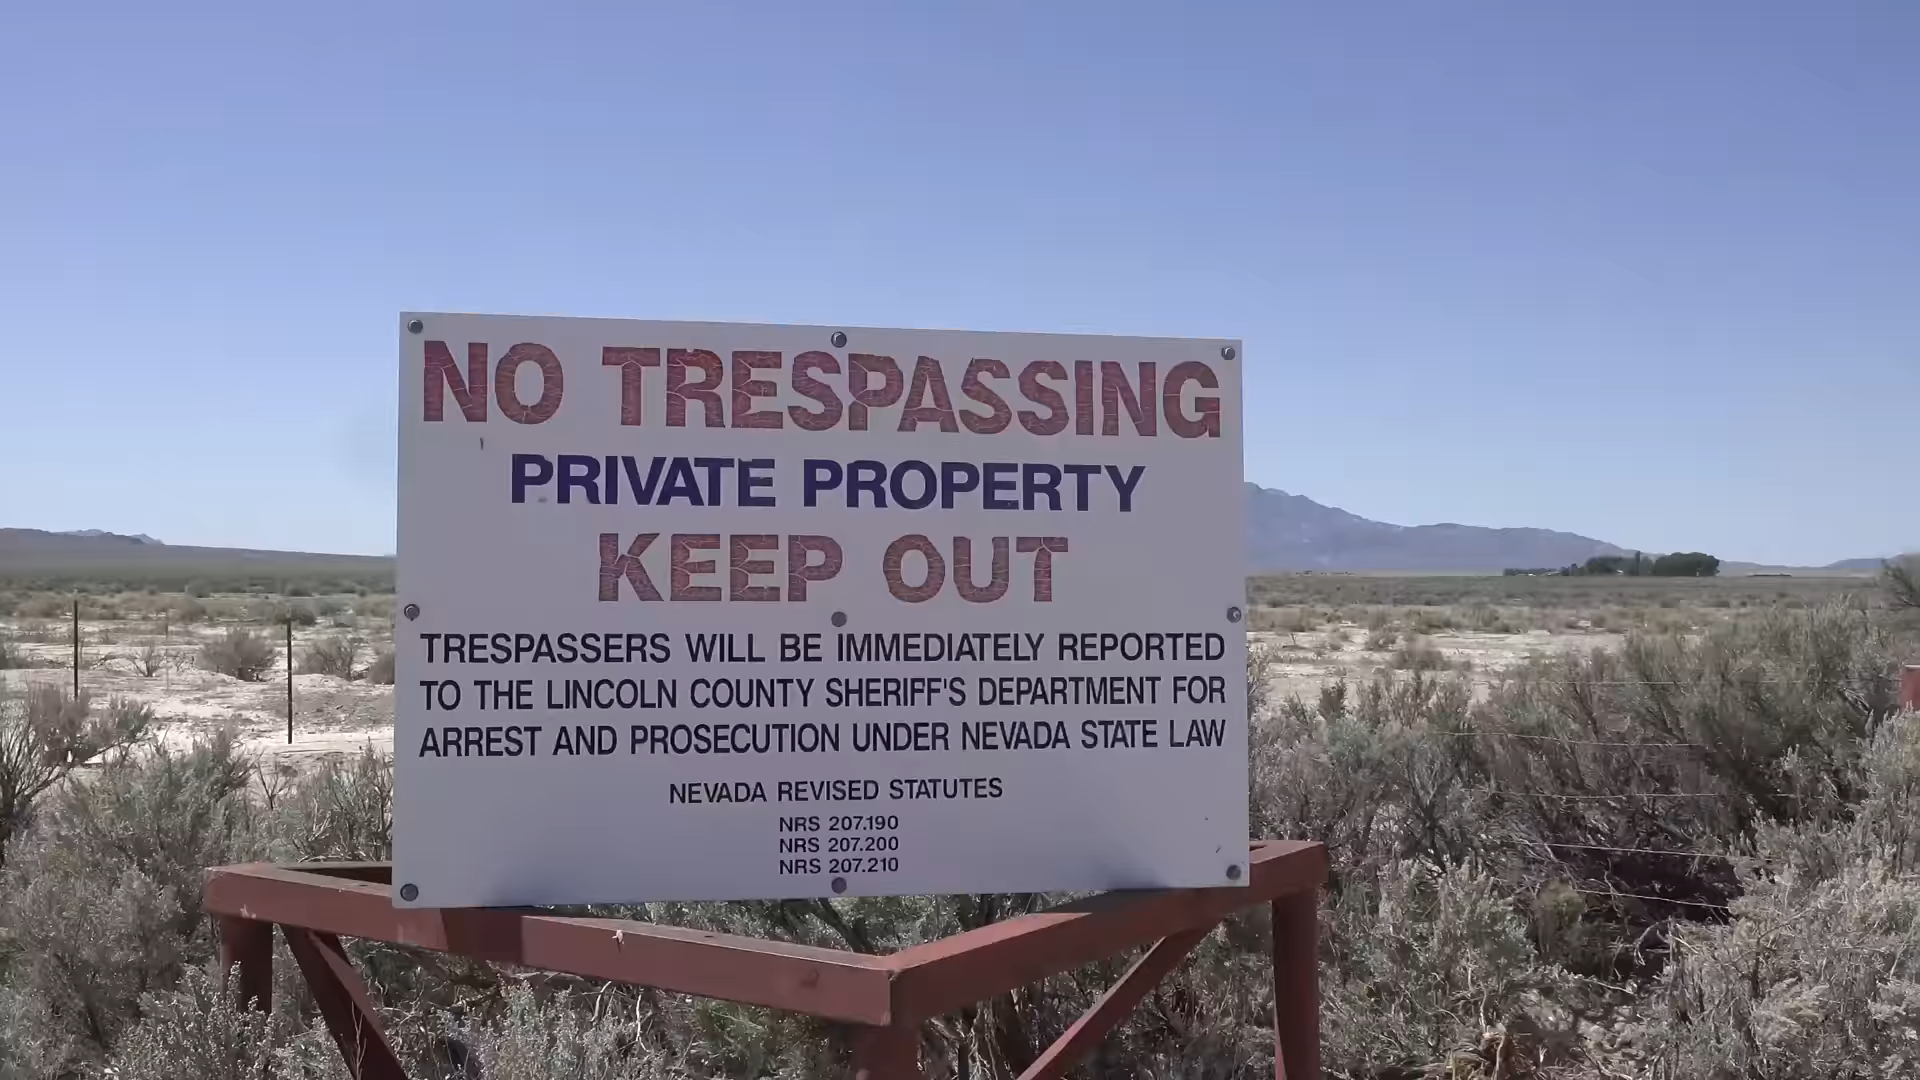 NO TRESPASSING
PRIVATE PROPERTY
KEEP OUT
TRESPASSERS WILL BE IMMEDIATELY REPORTED
TO THE LINCOLN COUNTY SHERIFF'S DEPARTMENT FOR
ARREST AND PROSECUTION UNDER NEVADA STATE LAW
NEVADA REVISED STATUTES
NRS 207.190
NRS 207.200
NRS 207.210